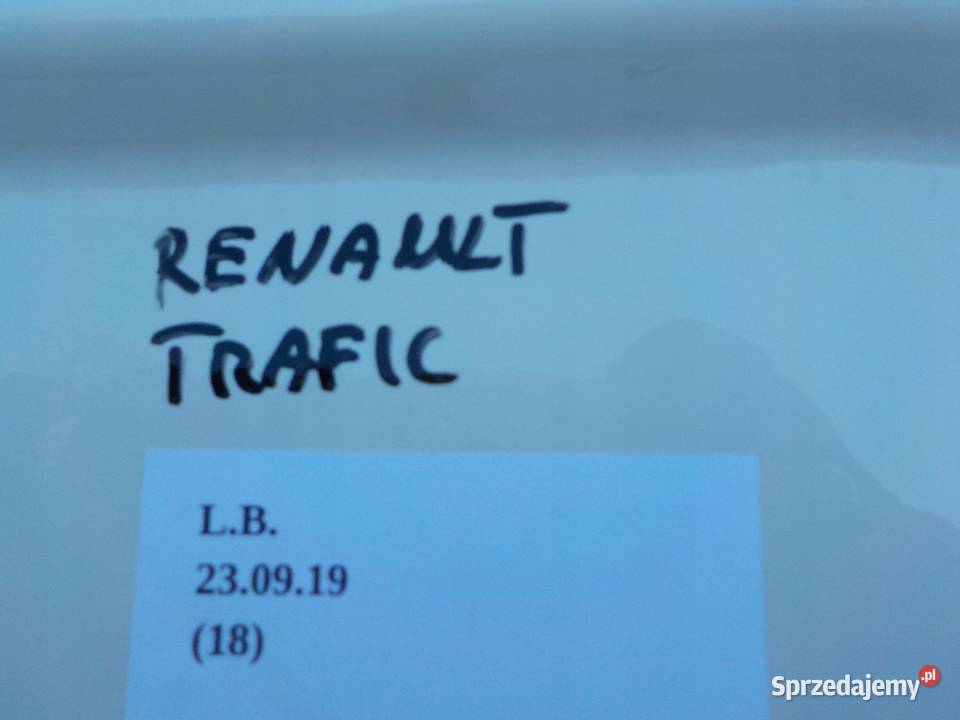 RENAULT
TRAFIC
L.B.
23.09.19
(18)
Sprzedajemy.pl